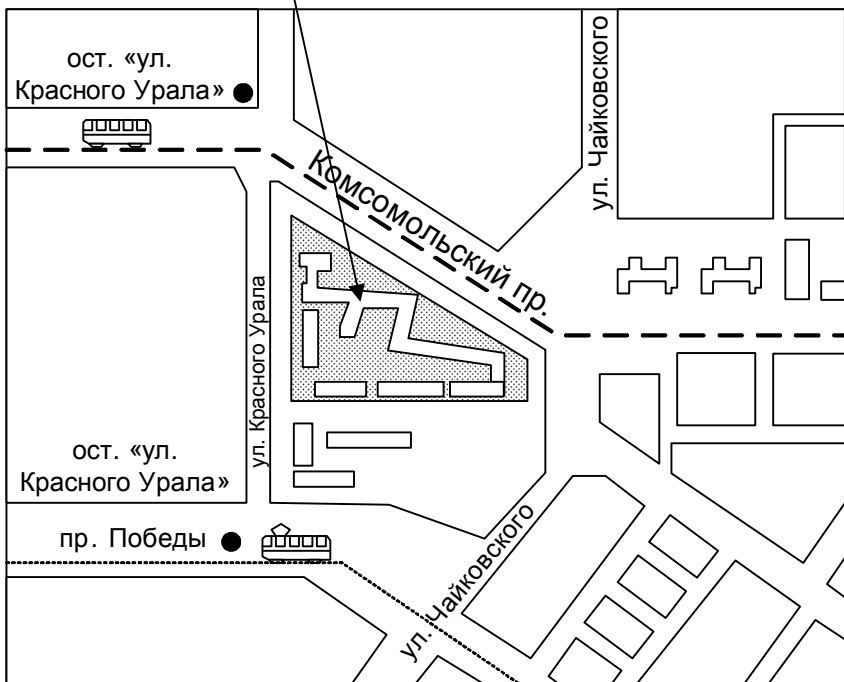 ост. «ул.
Красного Урала»
ул. Чайковского
Комсомольский пр.
ул. Красного Урала
ост. «ул.
Красного Урала»
пр. Победы
ул. Чайковского